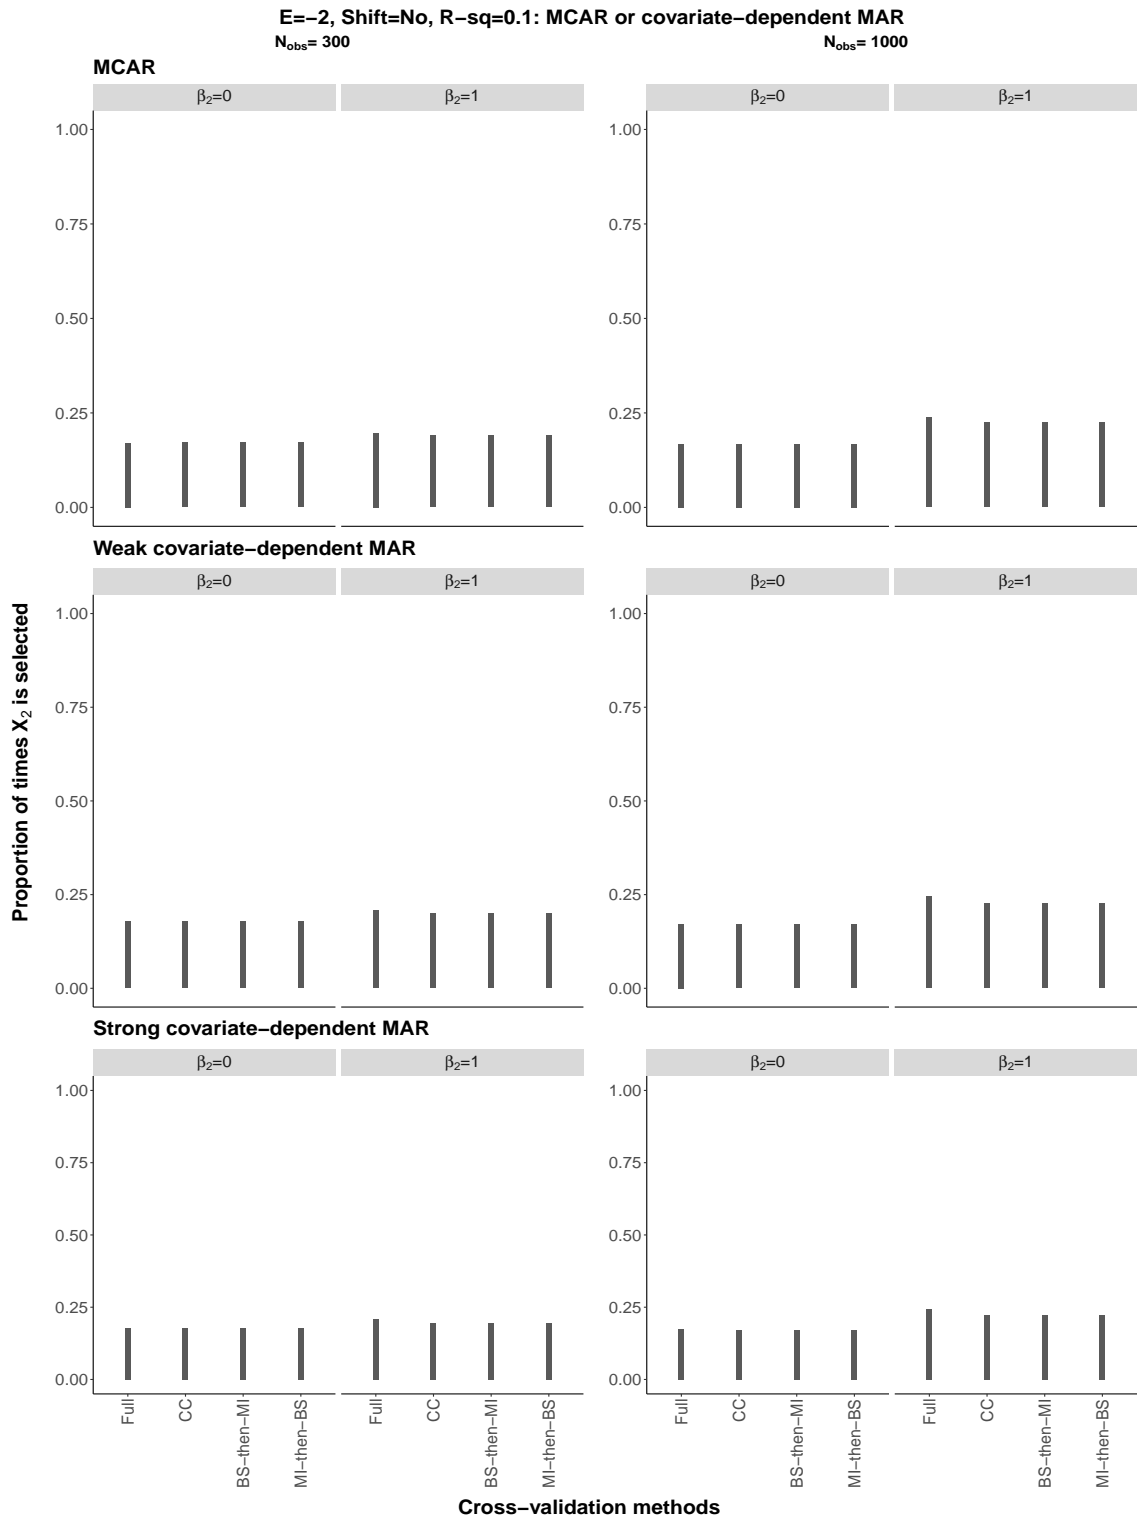 E=−2, Shift=No, R−sq=0.1: MCAR or covariate−dependent MAR
Nobs= 300
Nobs= 1000
MCAR
β2=0
β2=1
β2=0
β2=1
1.00
0.75
0.50
0.25
0.00
1.00
0.75
0.50
0.25
0.00
Weak covariate−dependent MAR
β2=0
β2=1
β2=0
β2=1
1.00
0.75
0.50
0.25
0.00
1.00
0.75
0.50
0.25
0.00
Proportion of times X2 is selected
Strong covariate−dependent MAR
β2=0
β2=1
β2=0
β2=1
1.00
0.75
0.50
0.25
0.00
1.00
0.75
0.50
0.25
0.00
Full
CC
BS−then−MI
MI−then−BS
Full
CC
BS−then−MI
MI−then−BS
Full
CC
BS−then−MI
MI−then−BS
Full
CC
BS−then−MI
MI−then−BS
Cross−validation methods